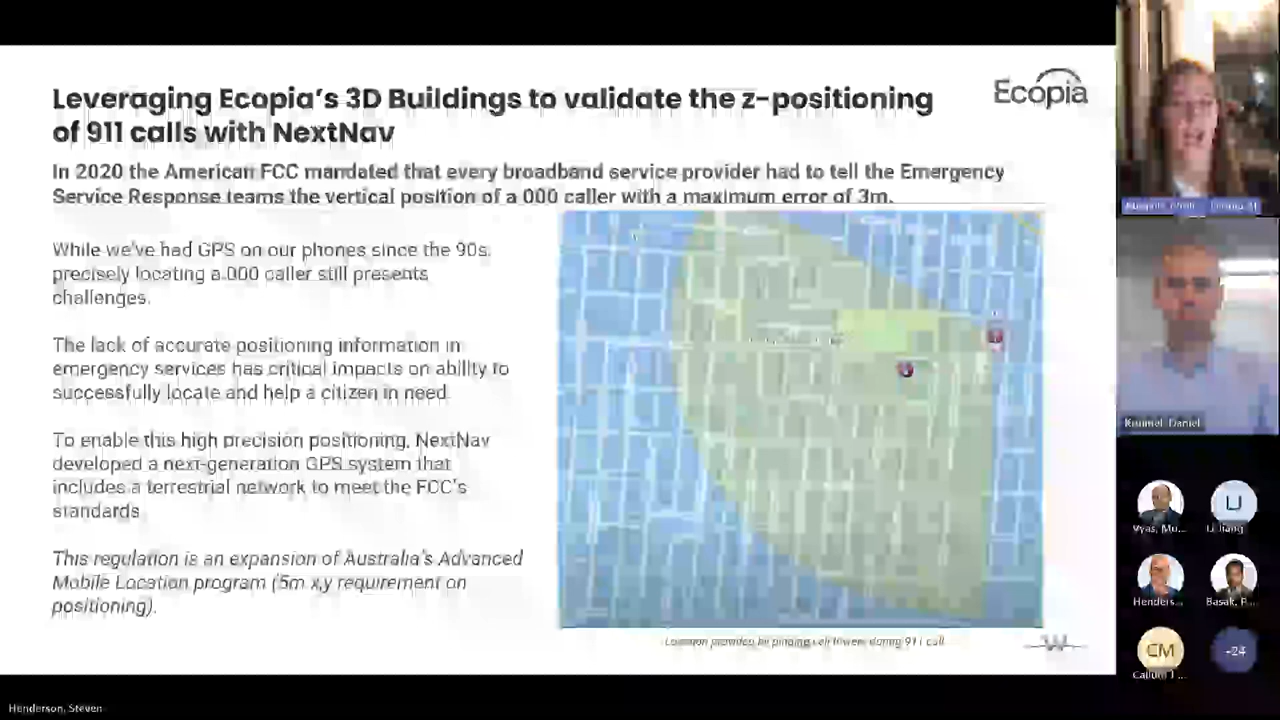 Leveraging Ecopia's 3D Buildings to validate the z-positioning
of 911 calls with NextNav
Ecopia
In 2020 the American FCC mandated that every broadband service provider had to tell the Emergency
Service Response teams the vertical position of a 000 caller with a maximum error of 3m.
While we've had GPS on our phones since the 90s,
precisely locating a 000 caller still presents
challenges.
The lack of accurate positioning information in
emergency services has critical impacts on ability to
successfully locate and help a citizen in need.
To enable this high precision positioning, NextNav
developed a next-generation GPS system that
includes a terrestrial network to meet the FCC's
standards.
This regulation is an expansion of Australia's Advanced
Mobile Location program (5m x,y requirement on
positioning).
Location provided by pinging cell towers during 911 call
Daniel
Vyas, Mu...
LI
Li, liang
Henders...
Basak, P...
CM
Callum
-24
Henderson, Steven